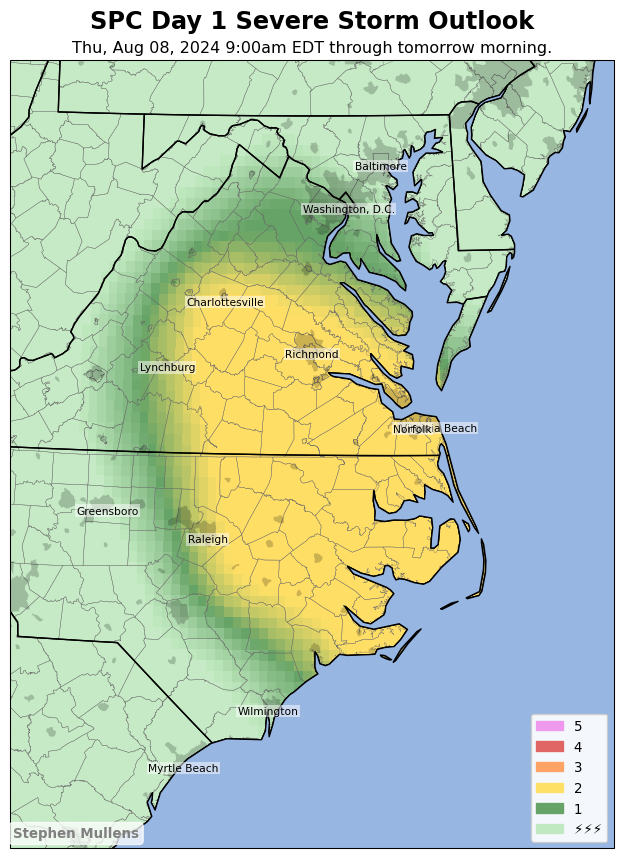 SPC Day 1 Severe Storm Outlook
Thu, Aug 08, 2024 9:00am EDT through tomorrow morning.
Baltimore
Washington, D.C.
Charlottesville
Richmond
Lynchburg
Norfolk
Beach
Greensboro
Raleigh
Wilmington
Myrtle Beach
5
4
3
2
1
⚡⚡⚡
Stephen Mullens